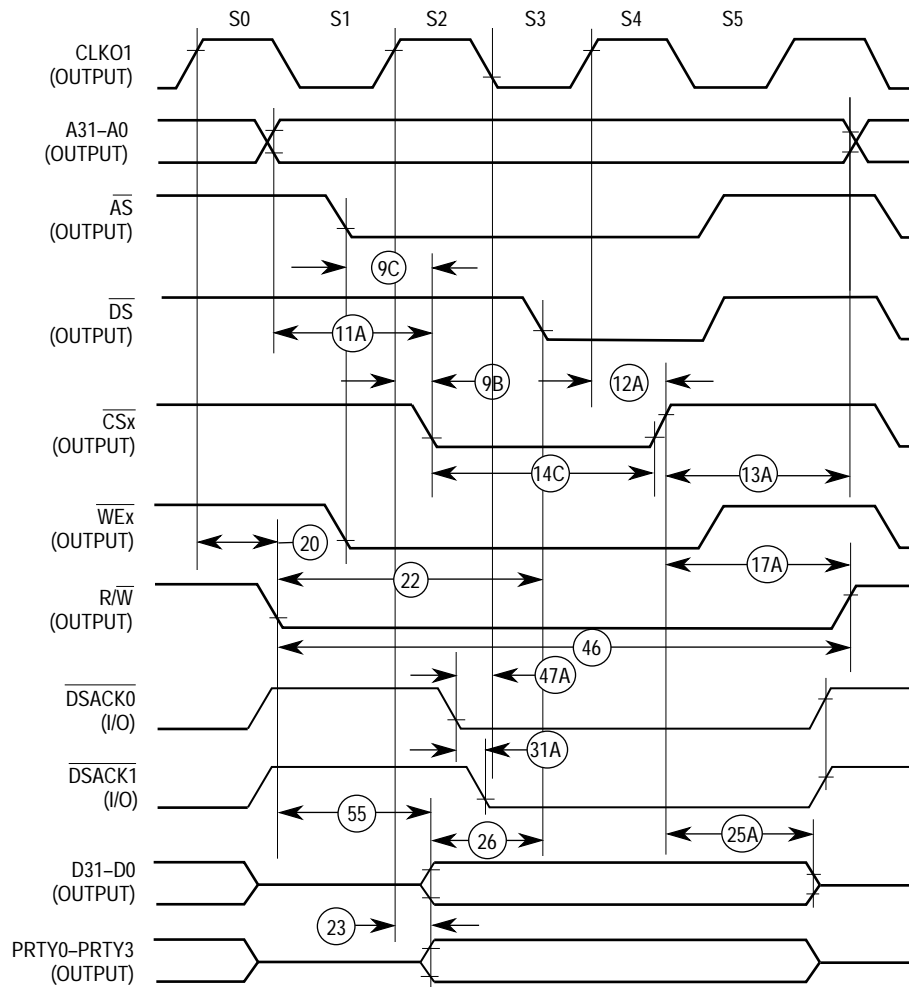 S0 S1 S2 S3 S4 S5
CLKO1
(OUTPUT)
A31–A0
(OUTPUT)
AS
(OUTPUT)
9C
DS
(OUTPUT)
11A
9B
12A
CSx
(OUTPUT)
14C
13A
WEx
(OUTPUT)
20
17A
22
R/W
(OUTPUT)
46
DSACK0
(I/O)
47A
31A
DSACK1
(I/O)
55
26
25A
D31–D0
(OUTPUT)
23
PRTY0–PRTY3
(OUTPUT)